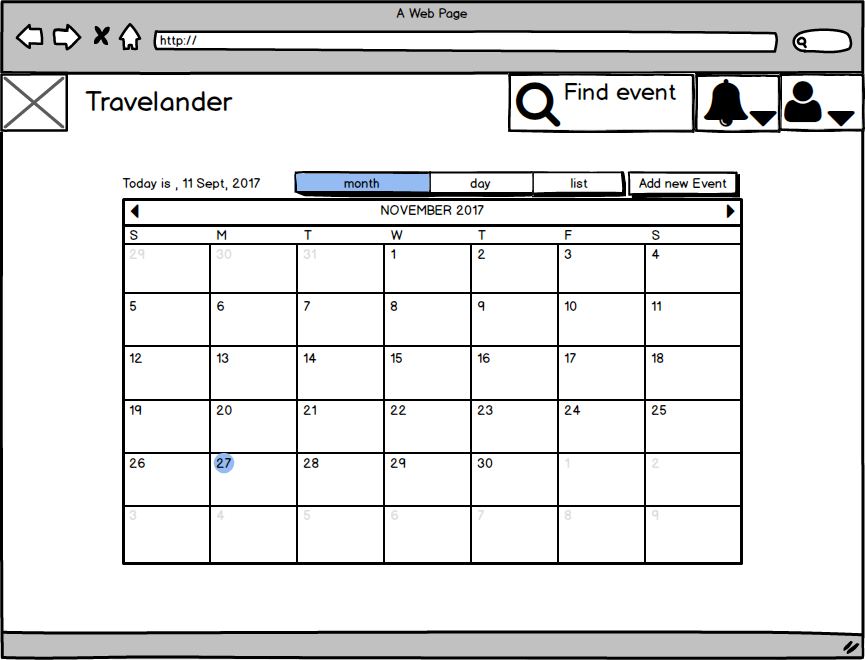 A Web Page
http://
Travelander
Find event
Today is , 11 Sept, 2017
month day list Add new Event
NOVEMBER 2017
S M T W T F S
29 30 31 1 2 3 4
5 6 7 8 9 10 11
12 13 14 15 16 17 18
19 20 21 22 23 24 25
26 27 28 29 30 1 2
3 4 5 6 7 8 9